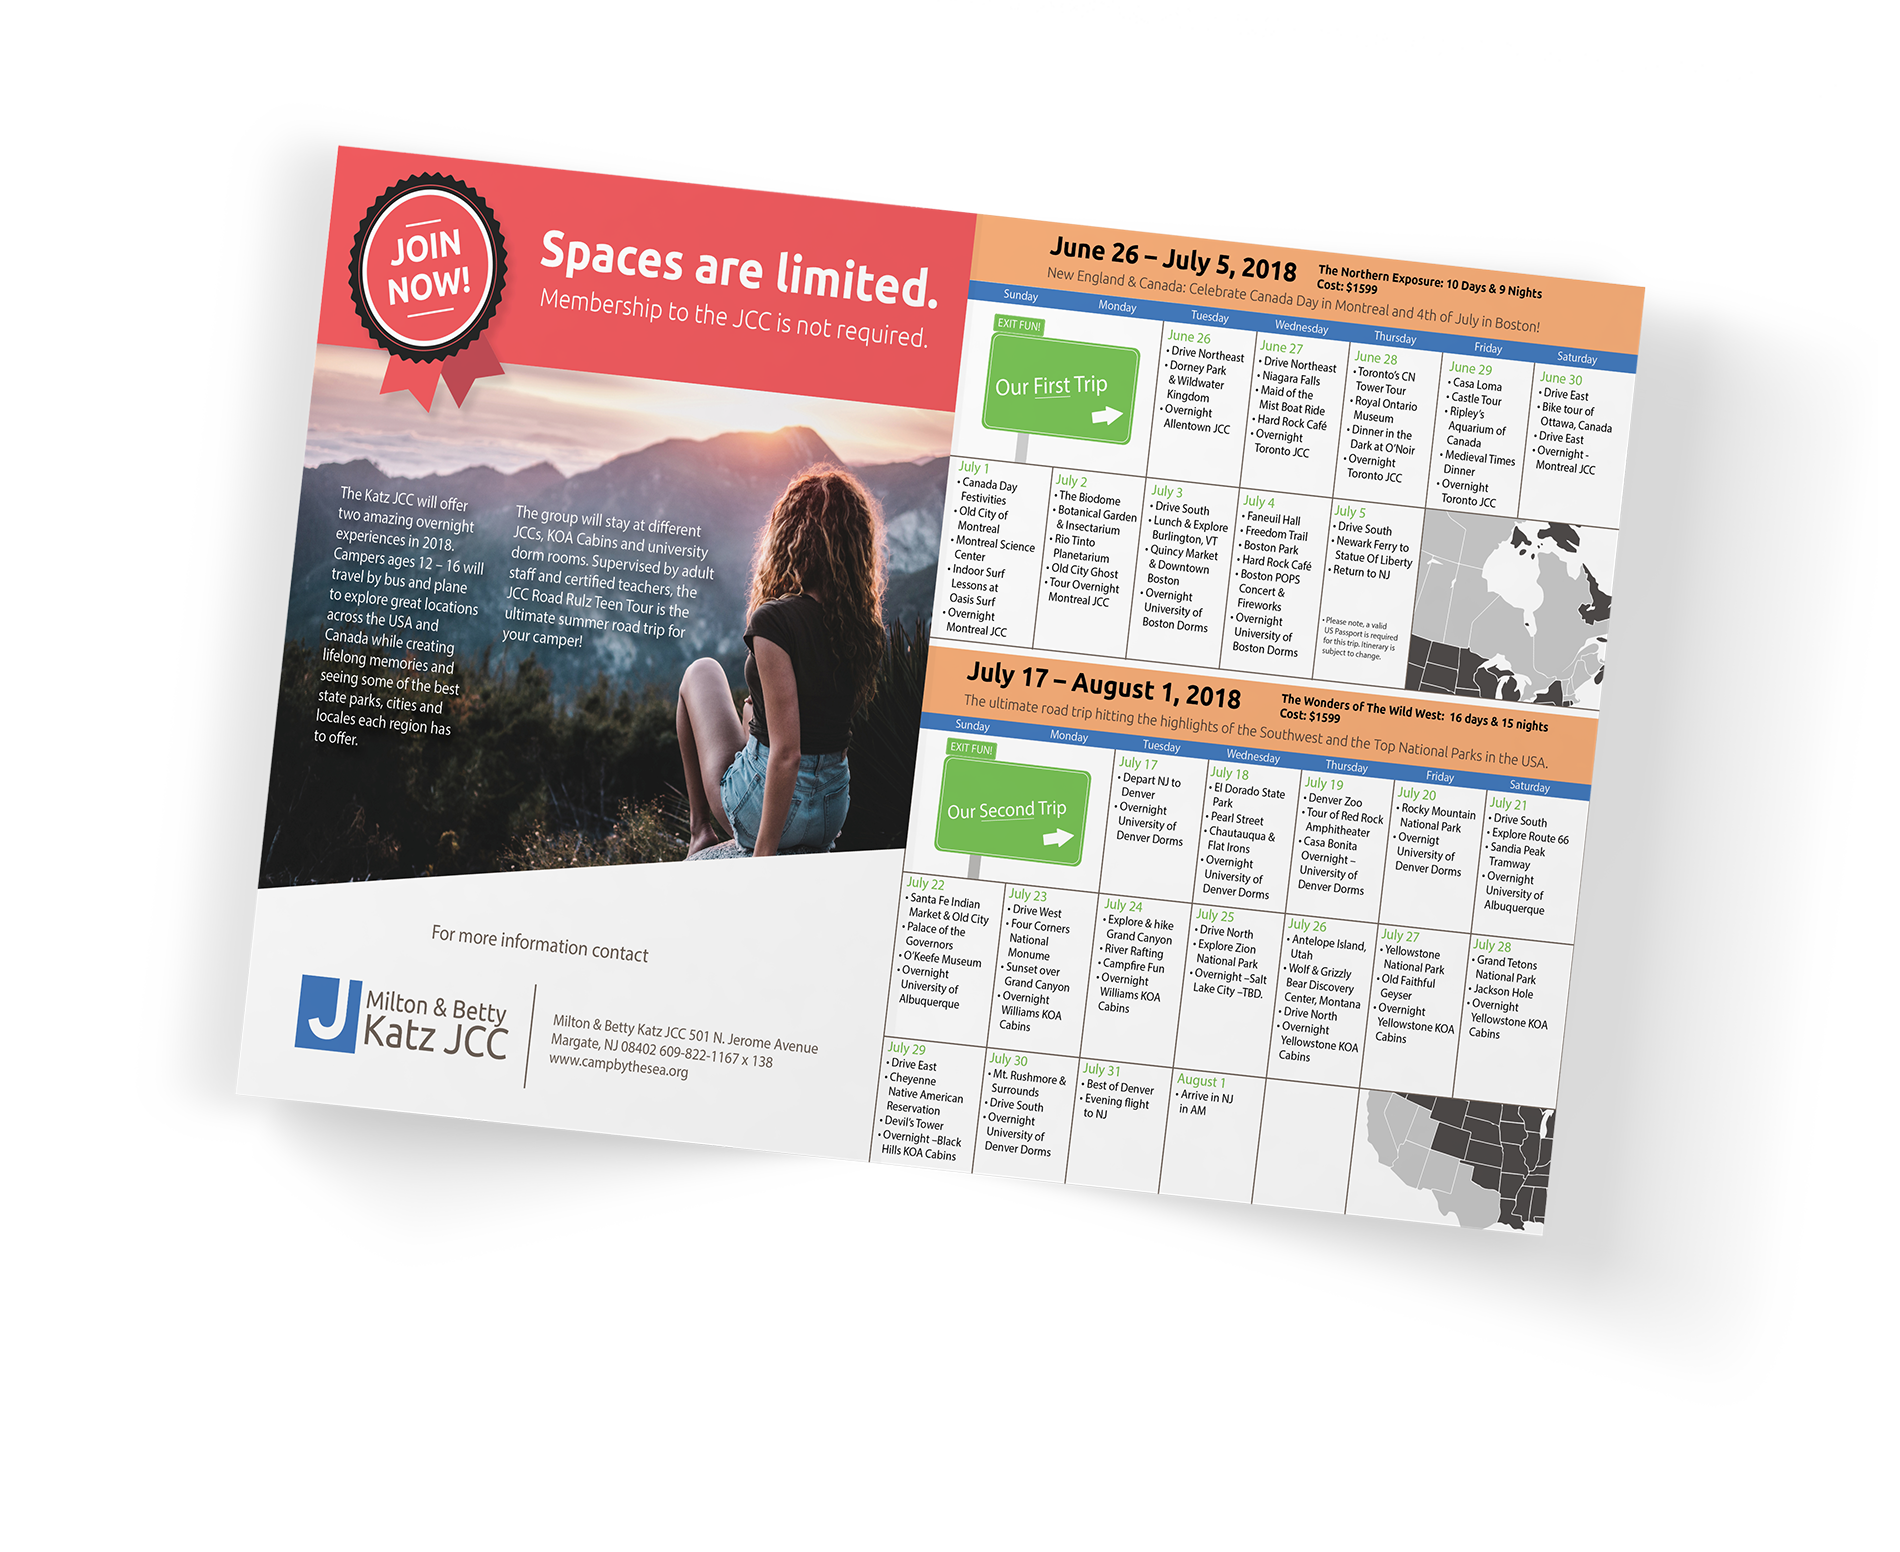 JOIN
NOW!
Spaces are limited.
Membership to the JCC is not required.
The Katz JCC will offer
two amazing overnight
experiences in 2018.
Campers ages 12 – 16 will
travel by bus and plane
to explore great locations
across the USA and
Canada while creating
lifelong memories and
seeing some of the best
state parks, cities and
locales each region has
to offer.
The group will stay at different
JCCs, KOA Cabins and university
dorm rooms. Supervised by adult
staff and certified teachers, the
JCC Road Rulz Teen Tour is the
ultimate summer road trip for
your camper!
For more information contact
J
Milton & Betty
Katz JCC
Milton & Betty Katz JCC 501 N. Jerome Avenue
Margate, NJ 08402 609-822-1167 x 138
www.campbythesea.org
June 26 – July 5, 2018
The Northern Exposure: 10 Days & 9 Nights
Cost: $1599
New England & Canada: Celebrate Canada Day in Montreal and 4th of July in Boston!
Sunday Monday Tuesday Wednesday Thursday Friday Saturday
EXIT FUN!
Our First Trip
June 26
• Drive Northeast
• Dorney Park
& Wildwater
Kingdom
• Overnight
Allentown JCC
June 27
• Drive Northeast
• Niagara Falls
• Maid of the
Mist Boat Ride
• Hard Rock Café
• Overnight
Toronto JCC
June 28
• Toronto's CN
Tower Tour
• Royal Ontario
Museum
• Dinner in the
Dark at O'Noir
• Overnight
Toronto JCC
June 29
• Casa Loma
• Castle Tour
• Ripley's
Aquarium of
Canada
• Medieval Times
Dinner
• Overnight
Toronto JCC
June 30
• Drive East
• Bike tour of
Ottawa, Canada
• Drive East
• Overnight -
Montreal JCC
July 1
• Canada Day
Festivities
• Old City of
Montreal
• Montreal Science
Center
• Indoor Surf
Lessons at
Oasis Surf
• Overnight
Montreal JCC
July 2
• The Biodome
• Botanical Garden
& Insectarium
• Rio Tinto
Planetarium
• Old City Ghost
• Tour Overnight
Montreal JCC
July 3
• Drive South
• Lunch & Explore
Burlington, VT
• Quincy Market
& Downtown
Boston
• Overnight
University of
Boston Dorms
July 4
• Faneuil Hall
• Freedom Trail
• Boston Park
• Hard Rock Café
• Boston POPS
Concert &
Fireworks
• Overnight
University of
Boston Dorms
July 5
• Drive South
• Newark Ferry to
Statue Of Liberty
• Return to NJ
• Please note, a valid
US Passport is required
for this trip. Itinerary is
subject to change.
July 17 – August 1, 2018
The Wonders of The Wild West: 16 days & 15 nights
Cost: $1599
The ultimate road trip hitting the highlights of the Southwest and the Top National Parks in the USA.
Sunday Monday Tuesday Wednesday Thursday Friday Saturday
EXIT FUN!
Our Second Trip
July 17
• Depart NJ to
Denver
• Overnight
University of
Denver Dorms
July 18
• El Dorado State
Park
• Pearl Street
• Chautauqua &
Flat Irons
• Overnight
University of
Denver Dorms
July 19
• Denver Zoo
• Tour of Red Rock
Amphitheater
• Casa Bonita
Overnight –
University of
Denver Dorms
July 20
• Rocky Mountain
National Park
• Overnigt
University of
Denver Dorms
July 21
• Drive South
• Explore Route 66
• Sandia Peak
Tramway
• Overnight
University of
Albuquerque
July 22
• Santa Fe Indian
Market & Old City
• Palace of the
Governors
• O'Keefe Museum
• Overnight
University of
Albuquerque
July 23
• Drive West
• Four Corners
National
Monume
• Sunset over
Grand Canyon
• Overnight
Williams KOA
Cabins
July 24
• Explore & hike
Grand Canyon
• River Rafting
• Campfire Fun
• Overnight
Williams KOA
Cabins
July 25
• Drive North
• Explore Zion
National Park
• Overnight –Salt
Lake City –TBD.
July 26
• Antelope Island,
Utah
• Wolf & Grizzly
Bear Discovery
Center, Montana
• Drive North
• Overnight
Yellowstone KOA
Cabins
July 27
• Yellowstone
National Park
• Old Faithful
Geyser
• Overnight
Yellowstone KOA
Cabins
July 28
• Grand Tetons
National Park
• Jackson Hole
• Overnight
Yellowstone KOA
Cabins
July 29
• Drive East
• Cheyenne
Native American
Reservation
• Devil's Tower
• Overnight –Black
Hills KOA Cabins
July 30
• Mt. Rushmore &
Surrounds
• Drive South
• Overnight
University of
Denver Dorms
July 31
• Best of Denver
• Evening flight
to NJ
August 1
• Arrive in NJ
in AM